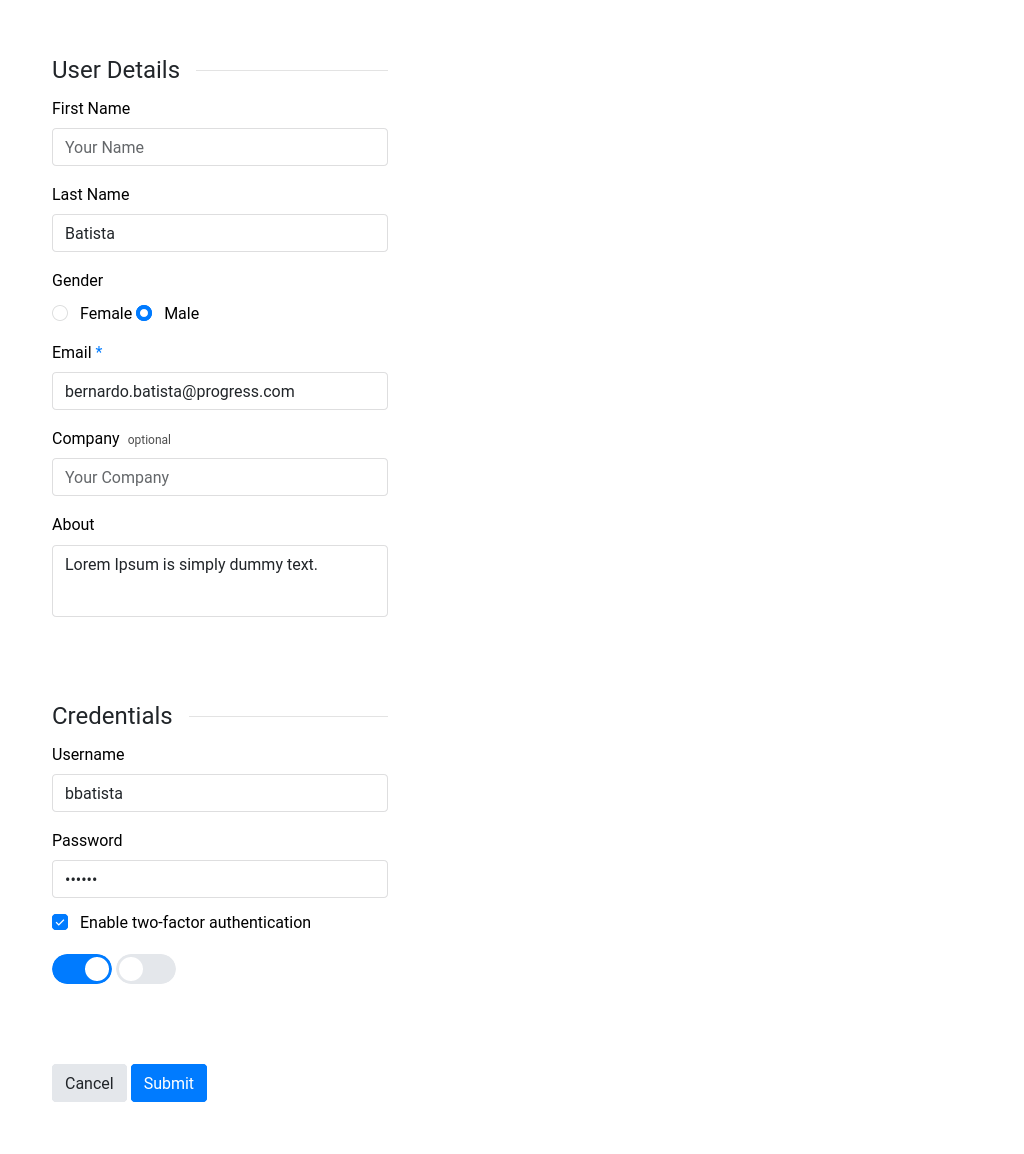 User Details
First Name
Your Name
Last Name
Batista
Gender
Female Male
Email *
bernardo.batista@progress.com
Company optional
Your Company
About
Lorem Ipsum is simply dummy text.
Credentials
Username
bbatista
Password
••••••
Enable two-factor authentication
Cancel Submit